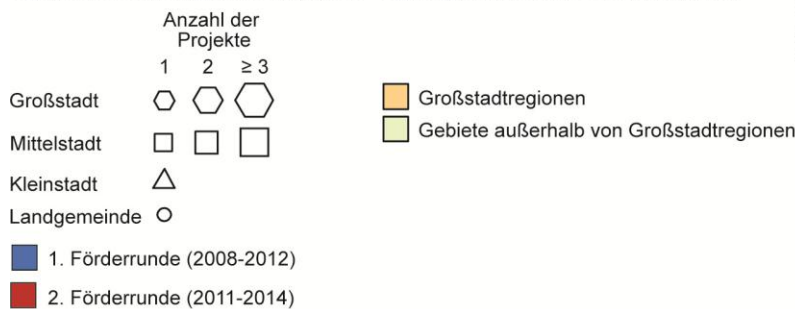 Anzahl der
Projekte
1 2 ≥ 3
Großstadt
Mittelstadt
Kleinstadt
Landgemeinde
1. Förderrunde (2008-2012)
2. Förderrunde (2011-2014)
Großstadtregionen
Gebiete außerhalb von Großstadtregionen